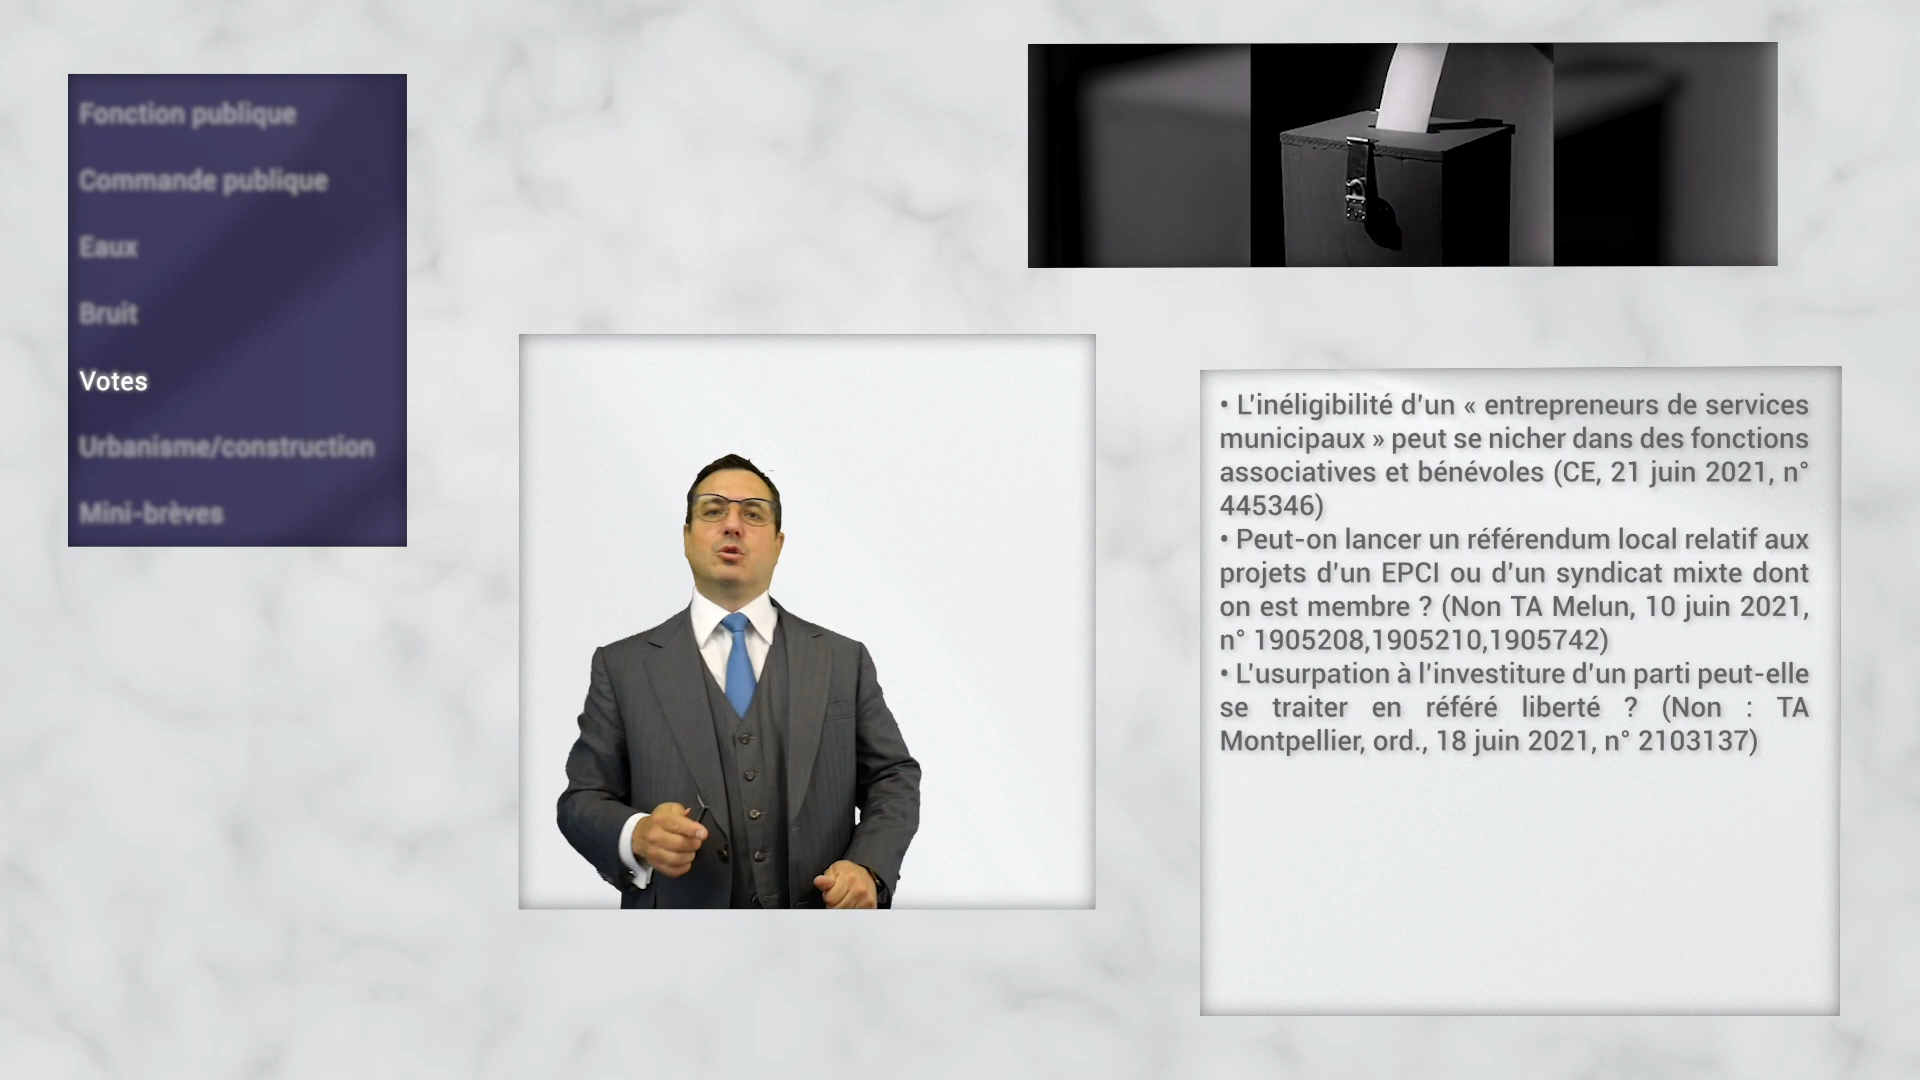 Fonction publique
Commande publique
Eaux
Bruit
Votes
Urbanisme/construction
Mini-brèves
• L'inéligibilité d'un « entrepreneurs de services
municipaux » peut se nicher dans des fonctions
associatives et bénévoles (CE, 21 juin 2021, n°
445346)
• Peut-on lancer un référendum local relatif aux
projets d'un EPCI ou d'un syndicat mixte dont
on est membre ? (Non TA Melun, 10 juin 2021,
n° 1905208,1905210,1905742)
• L'usurpation à l'investiture d'un parti peut-elle
se traiter en référé liberté ? (Non : TA
Montpellier, ord., 18 juin 2021, n° 2103137)